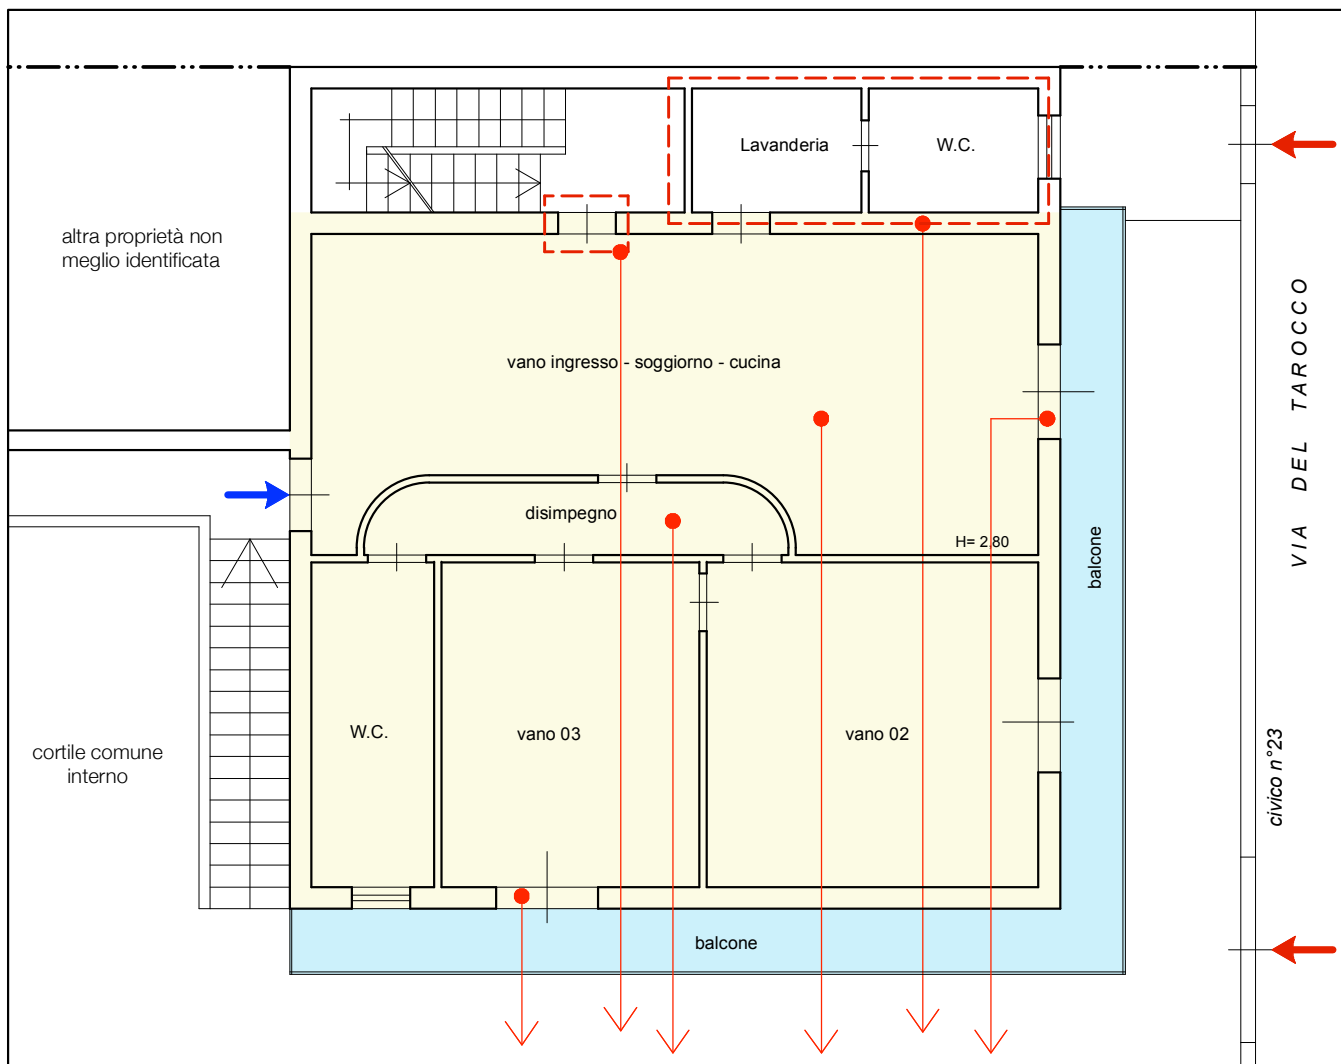 Lavanderia
W.C.
altra proprietà non
meglio identificata
vano ingresso - soggiorno - cucina
disimpegno
H= 2.80
balcone
VIA DEL TAROCCO
W.C.
vano 03
vano 02
cortile comune
interno
civico n°23
balcone